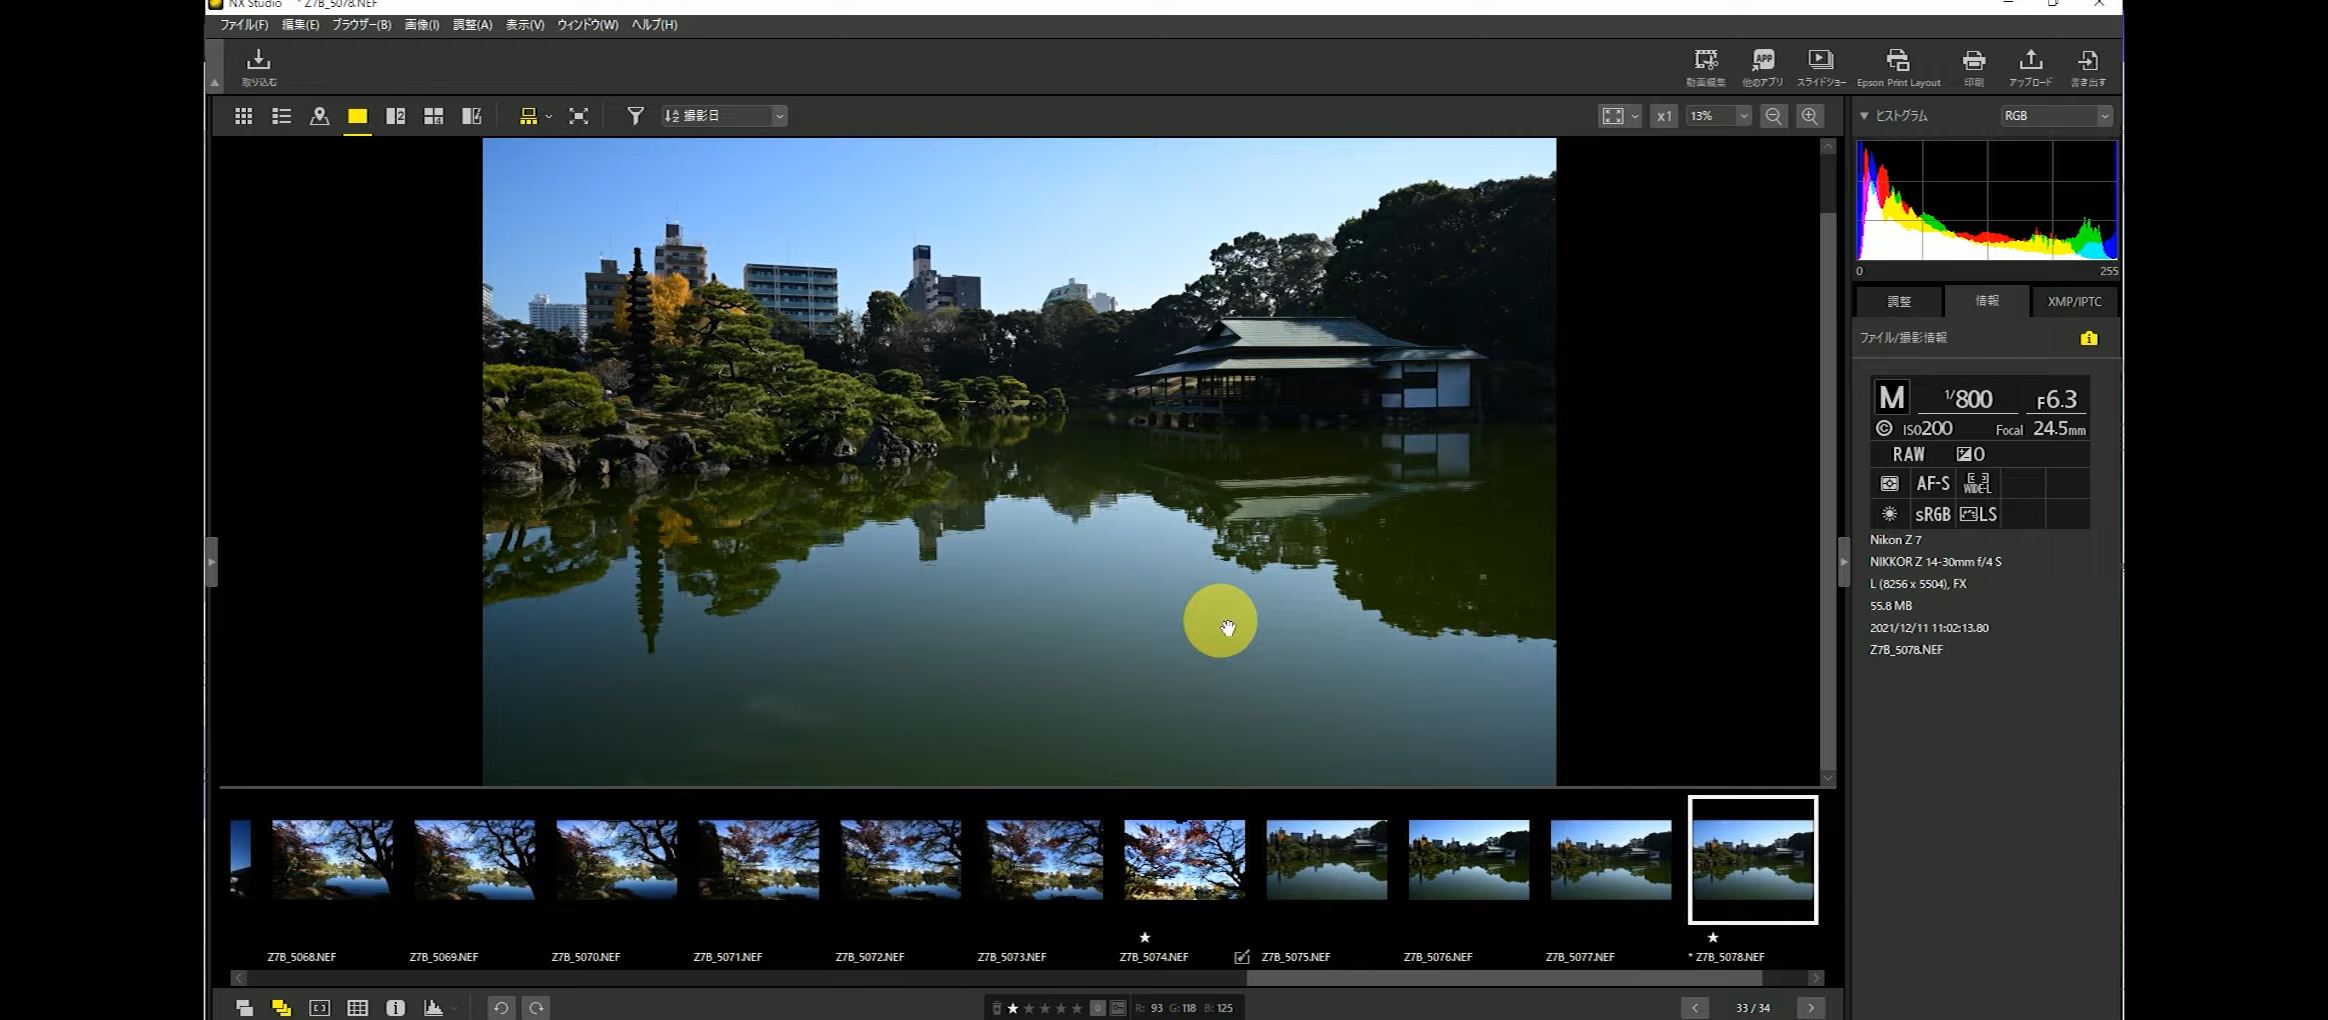 NX Studio * Z7B_5078.NEF
ファイル(F) 編集(E) ブラウザー(B) 画像(I) 調整(A) 表示(V) ウィンドウ(W) ヘルプ(H)
取り込む
動画編集 他のアプリ スライドショー Epson Print Layout 印刷 アップロード 書き出す
APP
撮影日
x1 13%
ヒストグラム RGB
0 255
調整 情報 XMP/IPTC
ファイル/撮影情報
M 1/800 F6.3
© ISO200 Focal 24.5mm
RAW 0
AF-S WIDE-L
sRGB LS
Nikon Z 7
NIKKOR Z 14-30mm f/4 S
L (8256 x 5504), FX
55.8 MB
2021/12/11 11:02:13.80
Z7B_5078.NEF
Z7B_5068.NEF Z7B_5069.NEF Z7B_5070.NEF Z7B_5071.NEF Z7B_5072.NEF Z7B_5073.NEF Z7B_5074.NEF Z7B_5075.NEF Z7B_5076.NEF Z7B_5077.NEF * Z7B_5078.NEF
R: 93 G: 118 B: 125
33 / 34